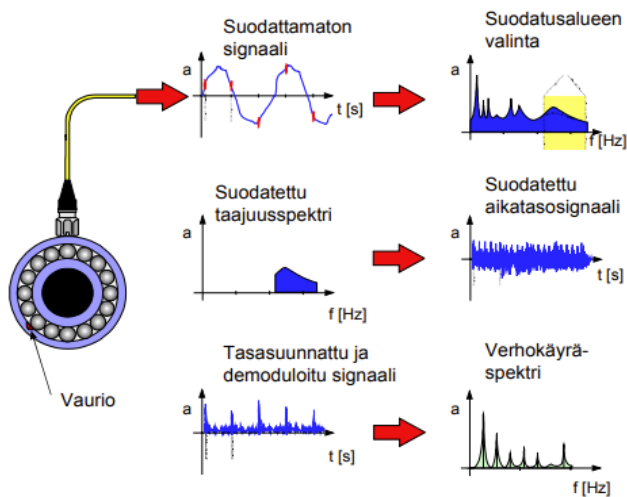 Suodattamaton
signaali
a
t [s]
Suodatusalueen
valinta
a
f [Hz]
Suodatettu
taajuusspektri
a
f [Hz]
Suodatettu
aikatasosignaali
a
t [s]
Vaurio
Tasasuunnattu ja
demoduloitu signaali
a
t [s]
Verhokäyrä-
spektri
a
f [Hz]